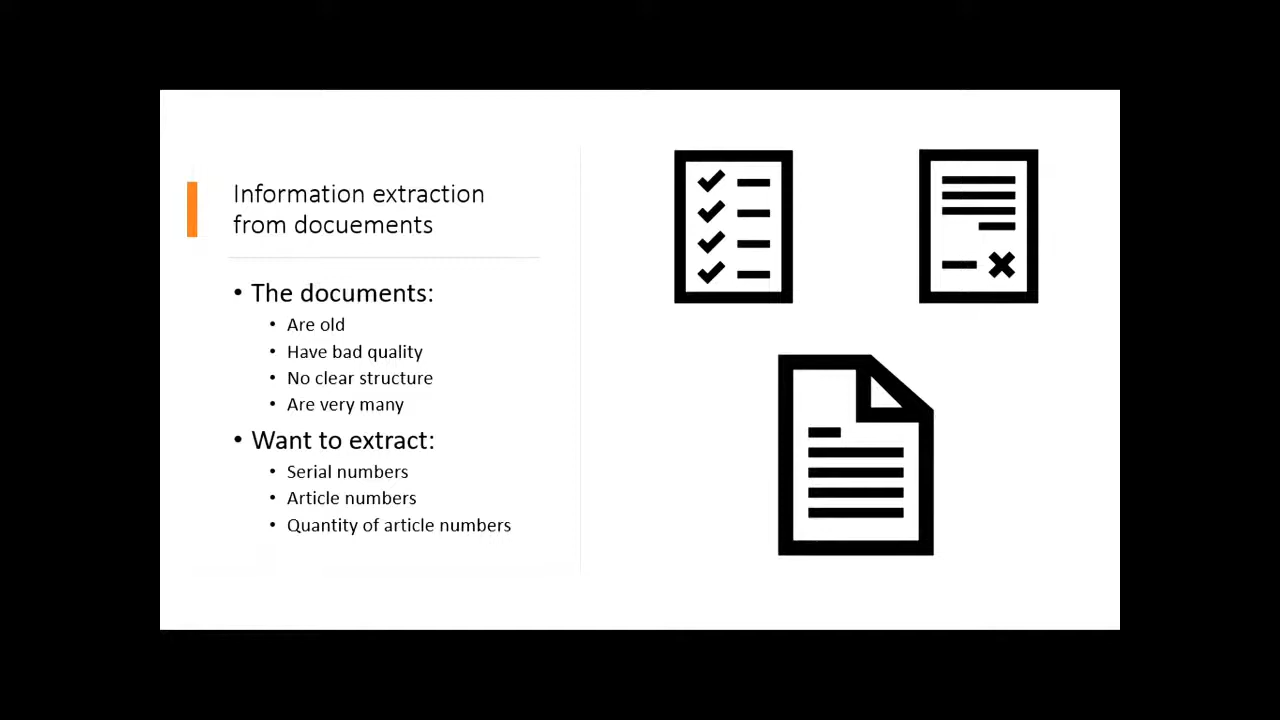 Information extraction
from docuements
• The documents:
• Are old
• Have bad quality
• No clear structure
• Are very many
• Want to extract:
• Serial numbers
• Article numbers
• Quantity of article numbers